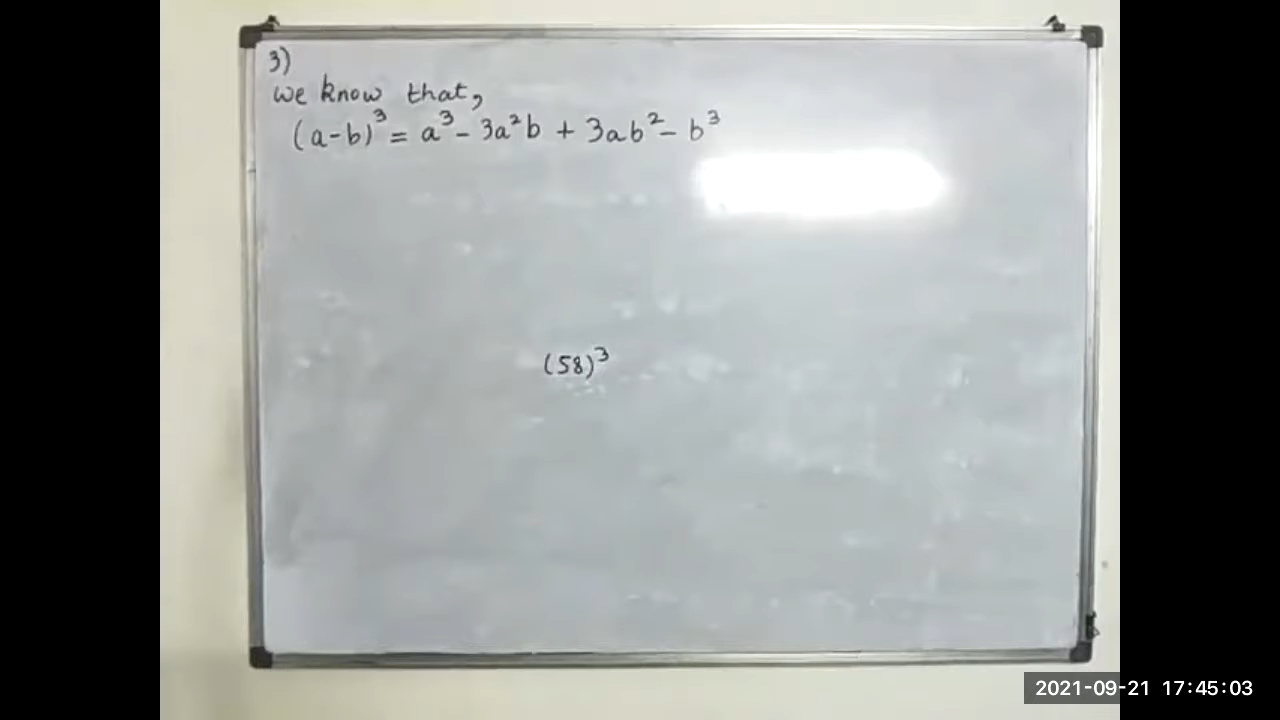 3)
we know that,
(a-b)³ = a³ - 3a²b + 3ab² - b³
(58)³
2021-09-21 17:45:03